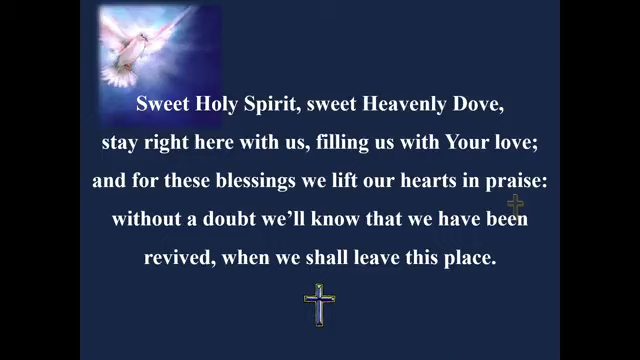 Sweet Holy Spirit, sweet Heavenly Dove,
stay right here with us, filling us with Your love;
and for these blessings we lift our hearts in praise:
without a doubt we’ll know that we have been
revived, when we shall leave this place.